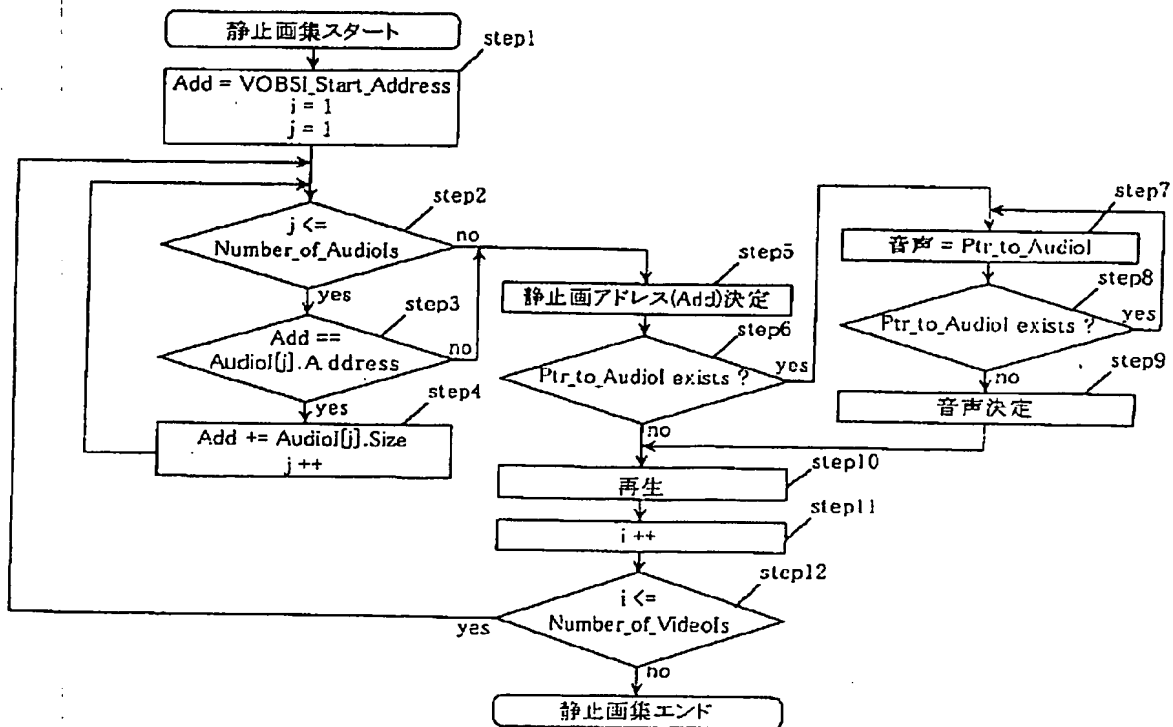 静止画集スタート
step1
Add = VOBSI_Start_Address
i = 1
j = 1
step2
j <=
Number_of_AudioIs
no
yes
step3
Add ==
AudioI[j].Address
no
yes
step4
Add += AudioI[j].Size
j ++
step5
静止画アドレス(Add)決定
step6
Ptr_to_AudioI exists ?
yes
no
step7
音声 = Ptr_to_AudioI
step8
Ptr_to_AudioI exists ?
yes
no
step9
音声決定
step10
再生
step11
i ++
step12
i <=
Number_of_VideoIs
yes
no
静止画集エンド